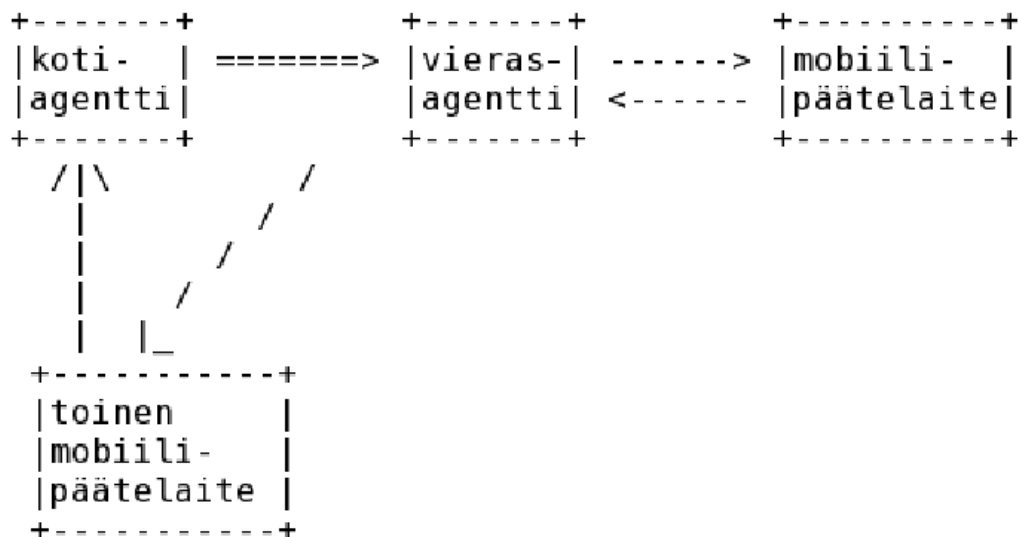 koti-
agentti
vieras-
agentti
mobiili-
päätelaite
toinen
mobiili-
päätelaite